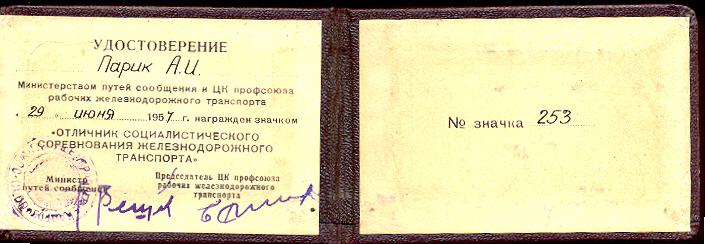 УДОСТОВЕРЕНИЕ
Парик А.И.
Министерством путей сообщения и ЦК профсоюза
рабочих железнодорожного транспорта
„29" июня 1957 г. награжден значком
«ОТЛИЧНИК СОЦИАЛИСТИЧЕСКОГО
СОРЕВНОВАНИЯ ЖЕЛЕЗНОДОРОЖНОГО
ТРАНСПОРТА»
Министр
путей сообщения
Председатель ЦК профсоюза
рабочих железнодорожного
транспорта
№ значка 253